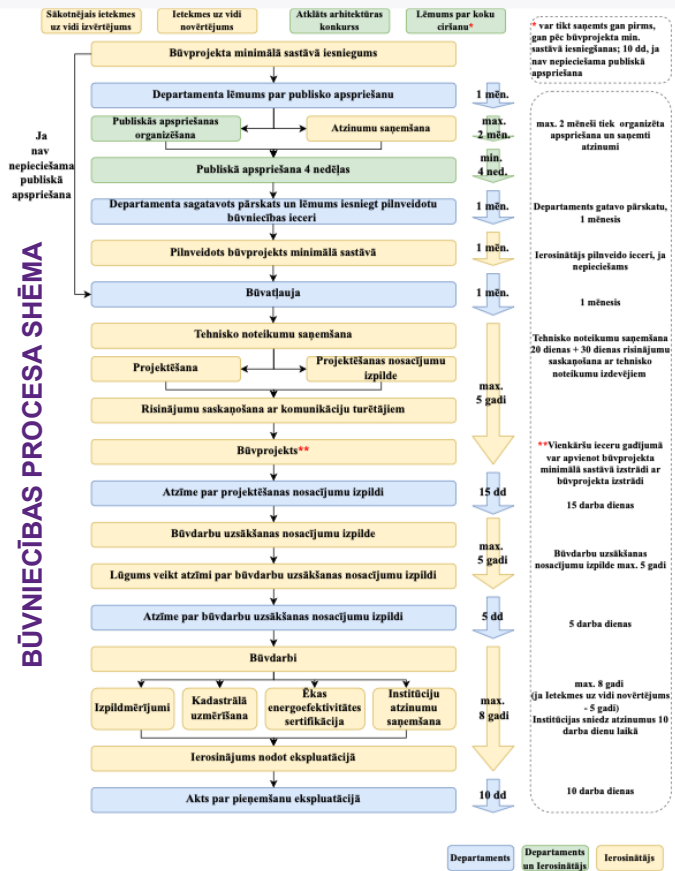 Sākotnējais ietekmes
uz vidi izvērtējums
Ietekmes uz vidi
novērtējums
Atklāts arhitektūras
konkurss
Lēmums par koku
ciršanu*
* var tikt saņemts gan pirms,
gan pēc būvprojekta min.
sastāvā iesniegšanas; 10 dd, ja
nav nepieciešama publiskā
apspriešana
Būvprojekta minimālā sastāvā iesniegums
Departamenta lēmums par publisko apspriešanu
1 mēn.
Publiskās apspriešanas
organizēšana
Atzinumu saņemšana
max.
2 mēn.
max. 2 mēneši tiek organizēta
apspriešana un saņemti
atzinumi
Ja
nav
nepieciešama
publiskā
apspriešana
Publiskā apspriešana 4 nedēļas
min.
4 ned.
Departamenta sagatavots pārskats un lēmums iesniegt pilnveidotu
būvniecības ieceri
1 mēn.
Departaments gatavo pārskatu,
1 mēnesis
Pilnveidots būvprojekts minimālā sastāvā
1 mēn.
Ierosinātājs pilnveido ieceri, ja
nepieciešams
Būvatļauja
1 mēn.
1 mēnesis
BŪVNIECĪBAS PROCESA SHĒMA
Tehnisko noteikumu saņemšana
Projektēšana
Projektēšanas nosacījumu
izpilde
Risinājumu saskaņošana ar komunikāciju turētājiem
Būvprojekts**
max.
5 gadi
Tehnisko noteikumu saņemšana
20 dienas + 30 dienas risinājumu
saskaņošana ar tehnisko
noteikumu izdevējiem
**Vienkāršu ieceru gadījumā
var apvienot būvprojekta
minimālā sastāvā izstrādi ar
būvprojekta izstrādi
Atzīme par projektēšanas nosacījumu izpildi
15 dd
15 darba dienas
Būvdarbu uzsākšanas nosacījumu izpilde
Lūgums veikt atzīmi par būvdarbu uzsākšanas nosacījumu izpildi
max.
5 gadi
Būvdarbu uzsākšanas
nosacījumu izpilde max. 5 gadi
Atzīme par būvdarbu uzsākšanas nosacījumu izpildi
5 dd
5 darba dienas
Būvdarbi
Izpildmērījumi
Kadastrālā
uzmērīšana
Ēkas
energoefektivitātes
sertifikācija
Institūciju
atzinumu
saņemšana
max.
8 gadi
max. 8 gadi
(ja Ietekmes uz vidi novērtējums
- 5 gadi)
Institūcijas sniedz atzinumus 10
darba dienu laikā
Ierosinājums nodot ekspluatācijā
Akts par pieņemšanu ekspluatācijā
10 dd
10 darba dienas
Departaments
Departaments
un Ierosinātājs
Ierosinātājs